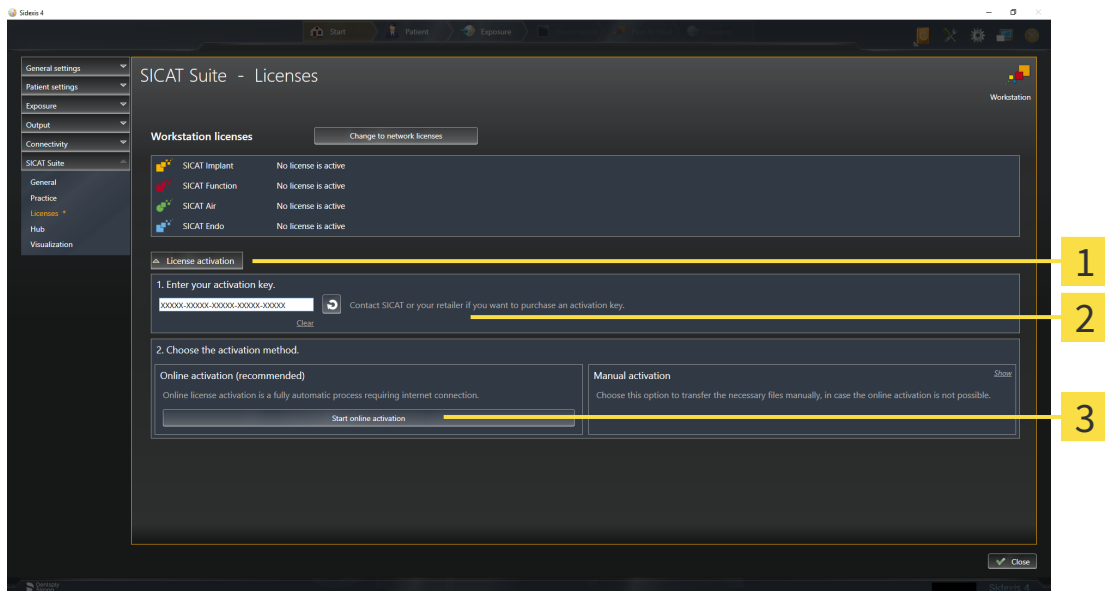 Sidexis 4
Start Patient Exposure
General settings
Patient settings
Exposure
Output
Connectivity
SICAT Suite
General
Practice
Licenses *
Hub
Visualization
SICAT Suite - Licenses
Workstation
Workstation licenses Change to network licenses
SICAT Implant No license is active
SICAT Function No license is active
SICAT Air No license is active
SICAT Endo No license is active
License activation
1
1. Enter your activation key.
XXXXX-XXXXX-XXXXX-XXXXX-XXXXX Contact SICAT or your retailer if you want to purchase an activation key.
2
Clear
2. Choose the activation method.
Online activation (recommended)
Online license activation is a fully automatic process requiring internet connection.
Start online activation
Manual activation Show
Choose this option to transfer the necessary files manually, in case the online activation is not possible.
3
Close
Dentsply
Sirona
Sidexis 4